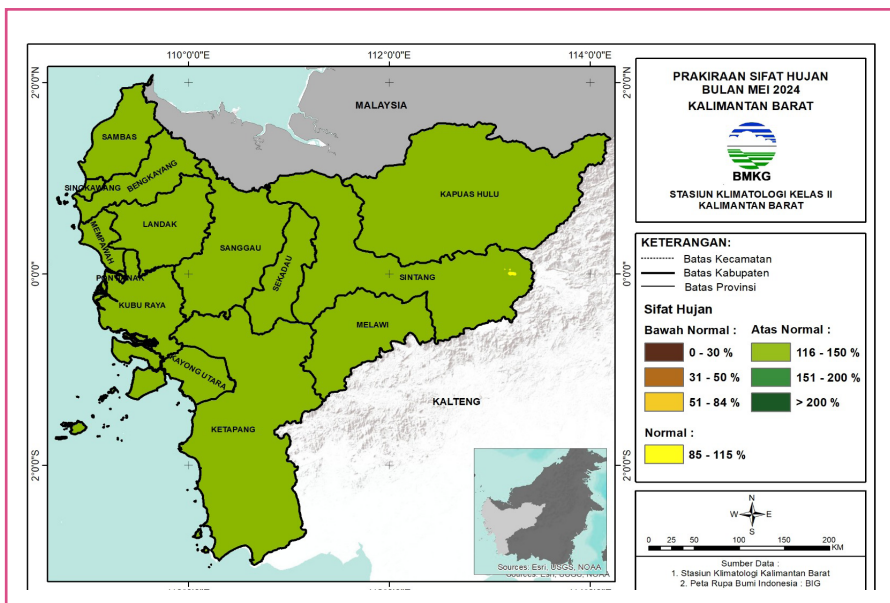 110°0'0"E
112°0'0"E
114°0'0"E
2°0'0"N
0°0'0"
2°0'0"S
2°0'0"N
0°0'0"
2°0'0"S
MALAYSIA
SAMBAS
BENGKAYANG
SINGKAWANG
KAPUAS HULU
LANDAK
MEMPAWAH
SANGGAU
SEKADAU
SINTANG
PONTIANAK
KUBU RAYA
MELAWI
KAYONG UTARA
KALTENG
KETAPANG
Sources: Esri, USGS, NOAA
Sources: Esri, USGS, NOAA
PRAKIRAAN SIFAT HUJAN
BULAN MEI 2024
KALIMANTAN BARAT
BMKG
STASIUN KLIMATOLOGI KELAS II
KALIMANTAN BARAT
KETERANGAN:
Batas Kecamatan
Batas Kabupaten
Batas Provinsi
Sifat Hujan
Bawah Normal :
0 - 30 %
31 - 50 %
51 - 84 %
Atas Normal :
116 - 150 %
151 - 200 %
> 200 %
Normal :
85 - 115 %
N
W
E
S
0 25 50 100 150 200
KM
Sumber Data :
1. Stasiun Klimatologi Kalimantan Barat
2. Peta Rupa Bumi Indonesia : BIG